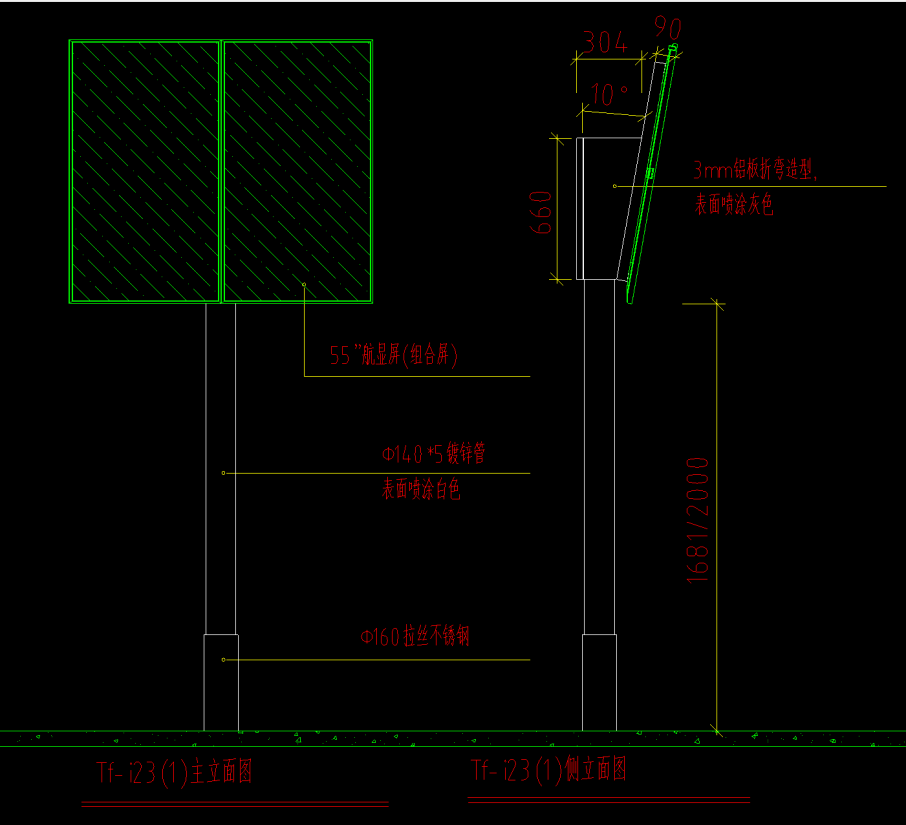 304
90
10°
660
3mm铝板折弯造型,
表面喷涂灰色
55"航显屏(组合屏)
Φ140*5镀锌管
表面喷涂白色
1681/2000
Φ160拉丝不锈钢
Tf-i23(1)主立面图
Tf-i23(1)侧立面图